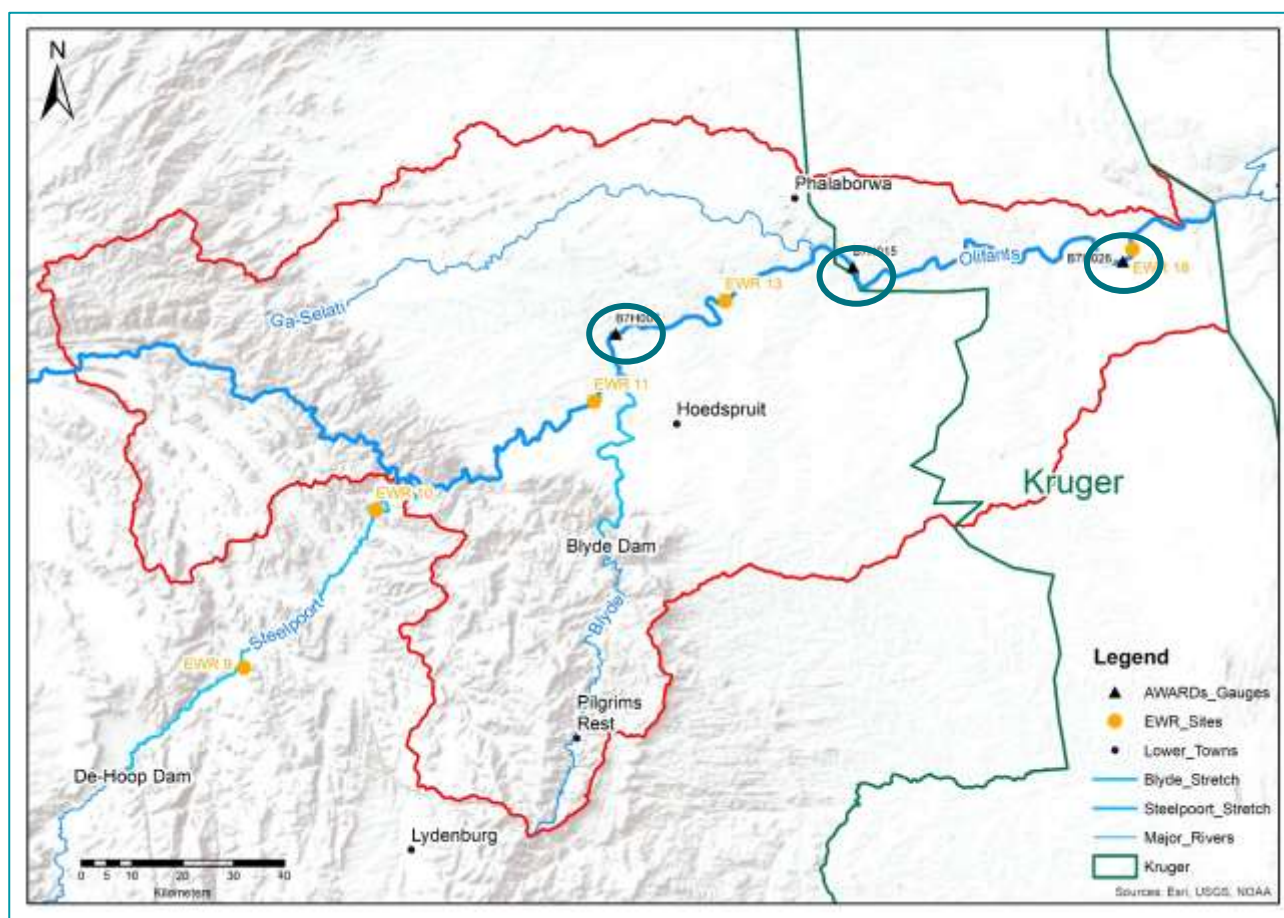 N
Phalaborwa
Olifants
EWR 16
EWR 13
Ga-Selati
EWR 11
Hoedspruit
Kruger
EWR 10
Blyde Dam
Steelpoort
Blyde
EWR 9
Pilgrims
Rest
De-Hoop Dam
Lydenburg
0 5 10 20 30 40
Kilometers
Legend
AWARDs_Gauges
EWR_Sites
Lower_Towns
Blyde_Stretch
Steelpoort_Stretch
Major_Rivers
Kruger
Sources: Esri, USGS, NOAA